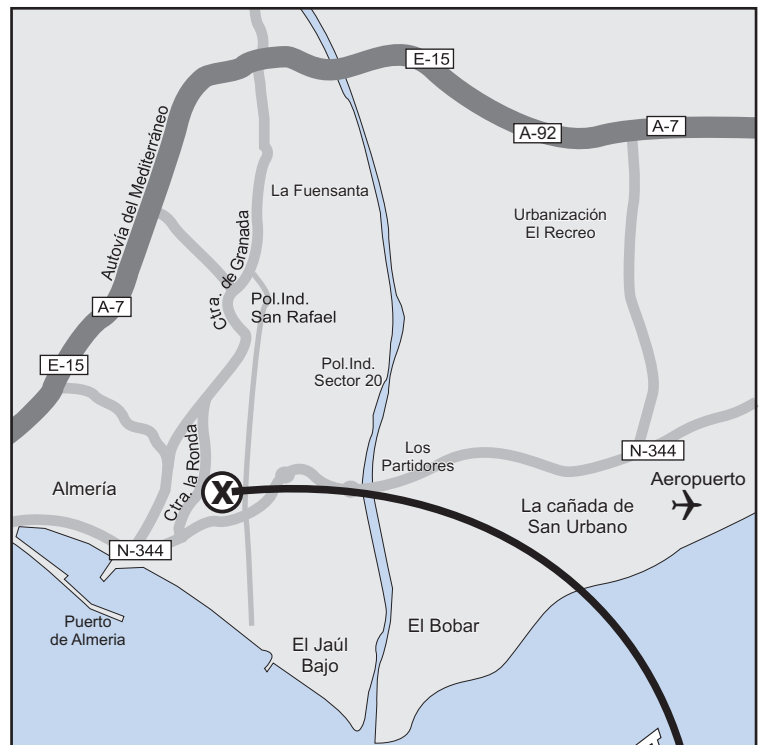 E-15
A-92
A-7
Autovía del Mediterráneo
La Fuensanta
Urbanización
El Recreo
Ctra. de Granada
A-7
Pol.Ind.
San Rafael
E-15
Pol.Ind.
Sector 20
Ctra. la Ronda
Los
Partidores
N-344
Almería
X
Aeropuerto
La cañada de
San Urbano
N-344
Puerto
de Almeria
El Bobar
El Jaúl
Bajo